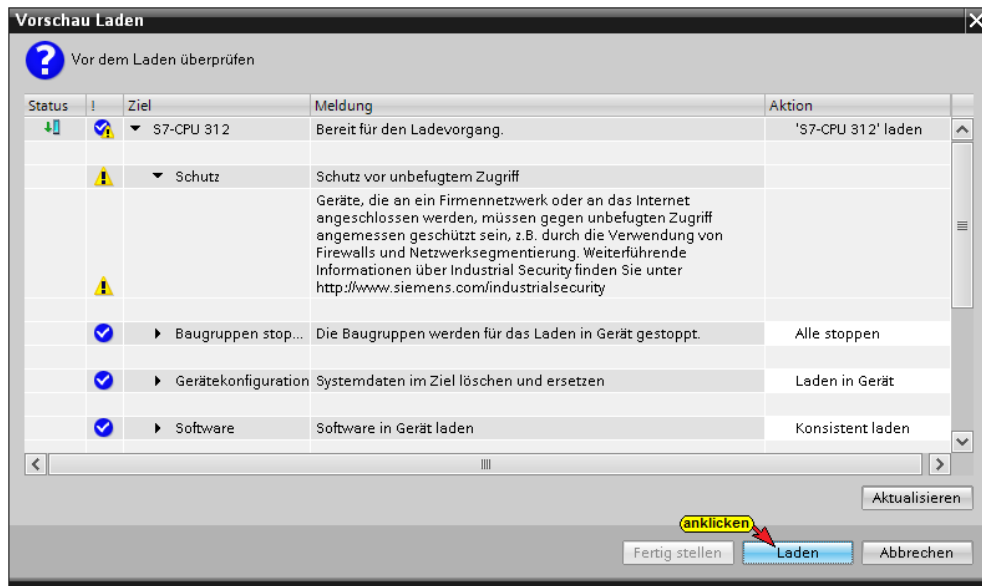 Vorschau Laden
Vor dem Laden überprüfen
Status ! Ziel Meldung Aktion
S7-CPU 312 Bereit für den Ladevorgang. 'S7-CPU 312' laden
Schutz Schutz vor unbefugtem Zugriff
Geräte, die an ein Firmennetzwerk oder an das Internet
angeschlossen werden, müssen gegen unbefugten Zugriff
angemessen geschützt sein, z.B. durch die Verwendung von
Firewalls und Netzwerksegmentierung. Weiterführende
Informationen über Industrial Security finden Sie unter
http://www.siemens.com/industrialsecurity
Baugruppen stop... Die Baugruppen werden für das Laden in Gerät gestoppt. Alle stoppen
Gerätekonfiguration Systemdaten im Ziel löschen und ersetzen Laden in Gerät
Software Software in Gerät laden Konsistent laden
Aktualisieren
anklicken
Fertig stellen Laden Abbrechen